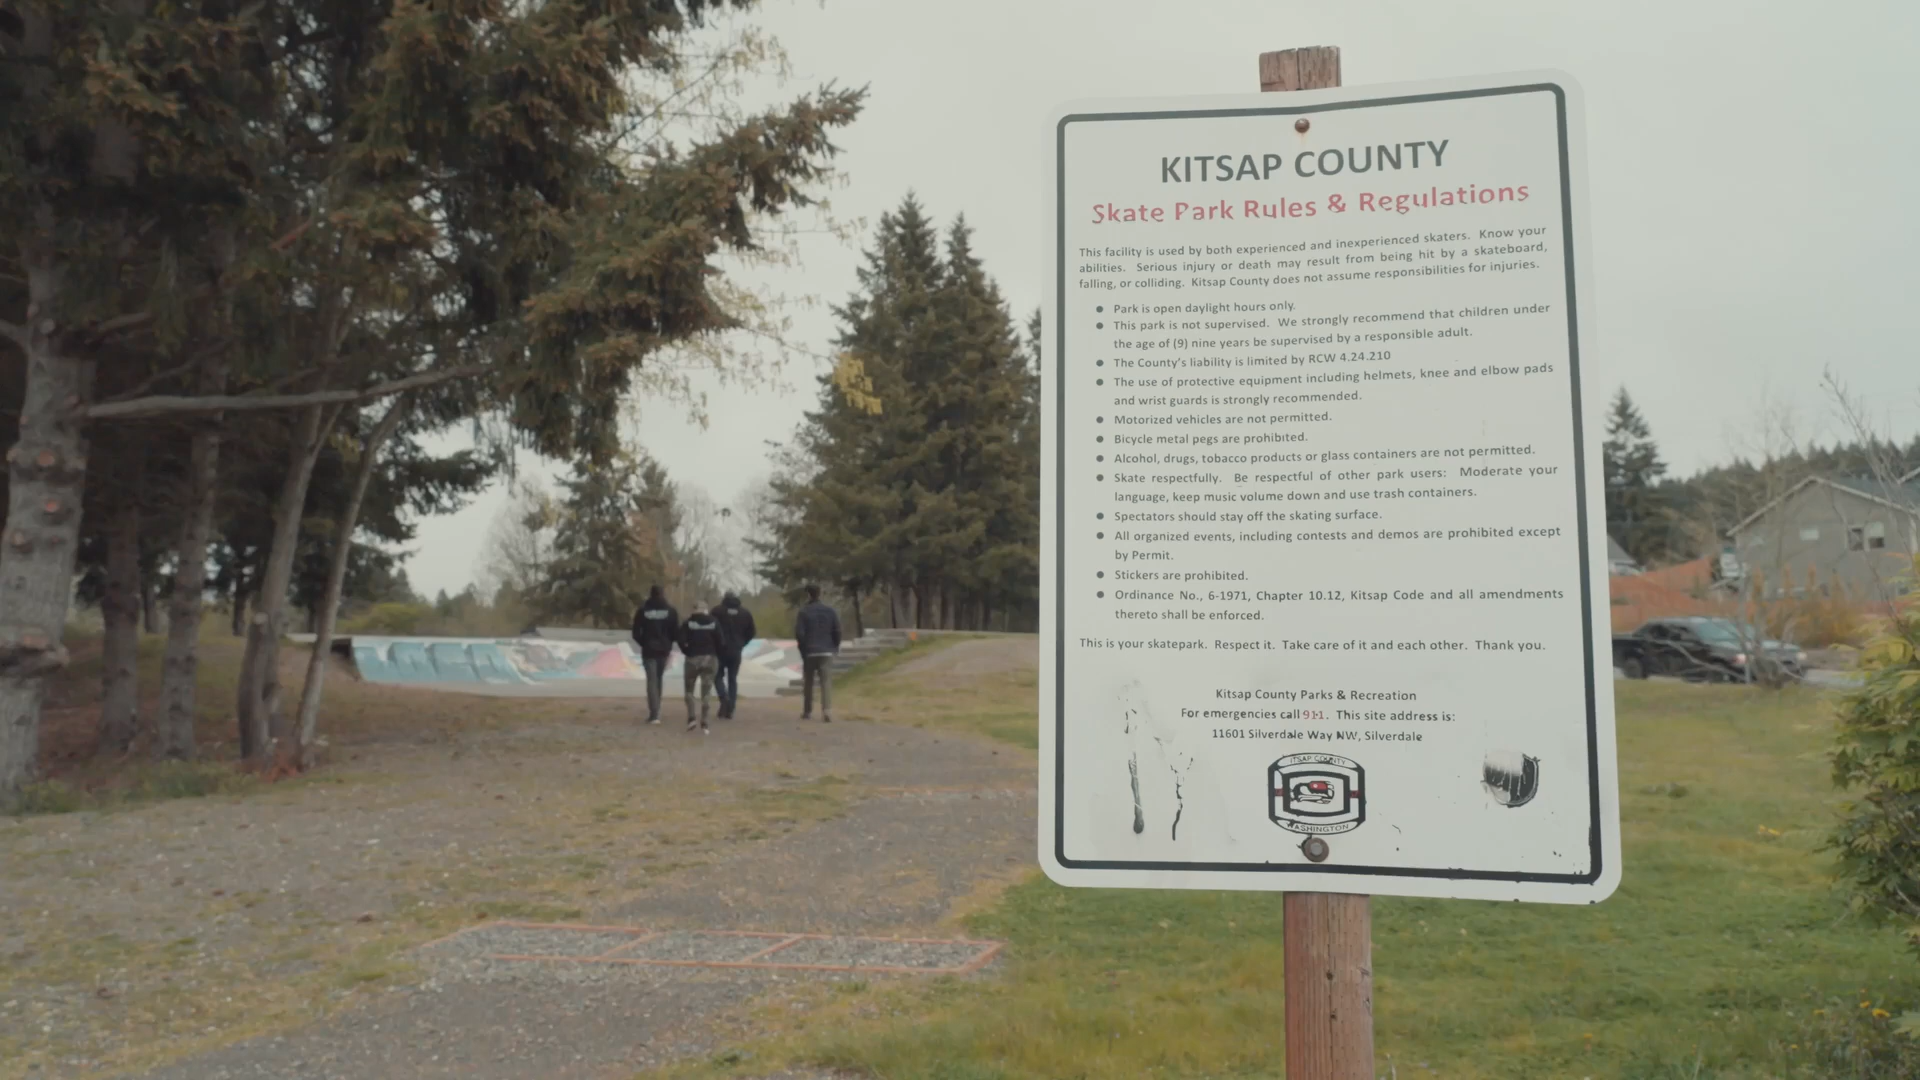 KITSAP COUNTY
Skate Park Rules & Regulations
This facility is used by both experienced and inexperienced skaters. Know your
abilities. Serious injury or death may result from being hit by a skateboard,
falling, or colliding. Kitsap County does not assume responsibilities for injuries.
• Park is open daylight hours only.
• This park is not supervised. We strongly recommend that children under
the age of (9) nine years be supervised by a responsible adult.
• The County's liability is limited by RCW 4.24.210
• The use of protective equipment including helmets, knee and elbow pads
and wrist guards is strongly recommended.
• Motorized vehicles are not permitted.
• Bicycle metal pegs are prohibited.
• Alcohol, drugs, tobacco products or glass containers are not permitted.
• Skate respectfully. Be respectful of other park users: Moderate your
language, keep music volume down and use trash containers.
• Spectators should stay off the skating surface.
• All organized events, including contests and demos are prohibited except
by Permit.
• Stickers are prohibited.
• Ordinance No., 6-1971, Chapter 10.12, Kitsap Code and all amendments
thereto shall be enforced.
This is your skatepark. Respect it. Take care of it and each other. Thank you.
Kitsap County Parks & Recreation
For emergencies call 911. This site address is:
11601 Silverdale Way NW, Silverdale
ITSAP COUNTY
WASHINGTON